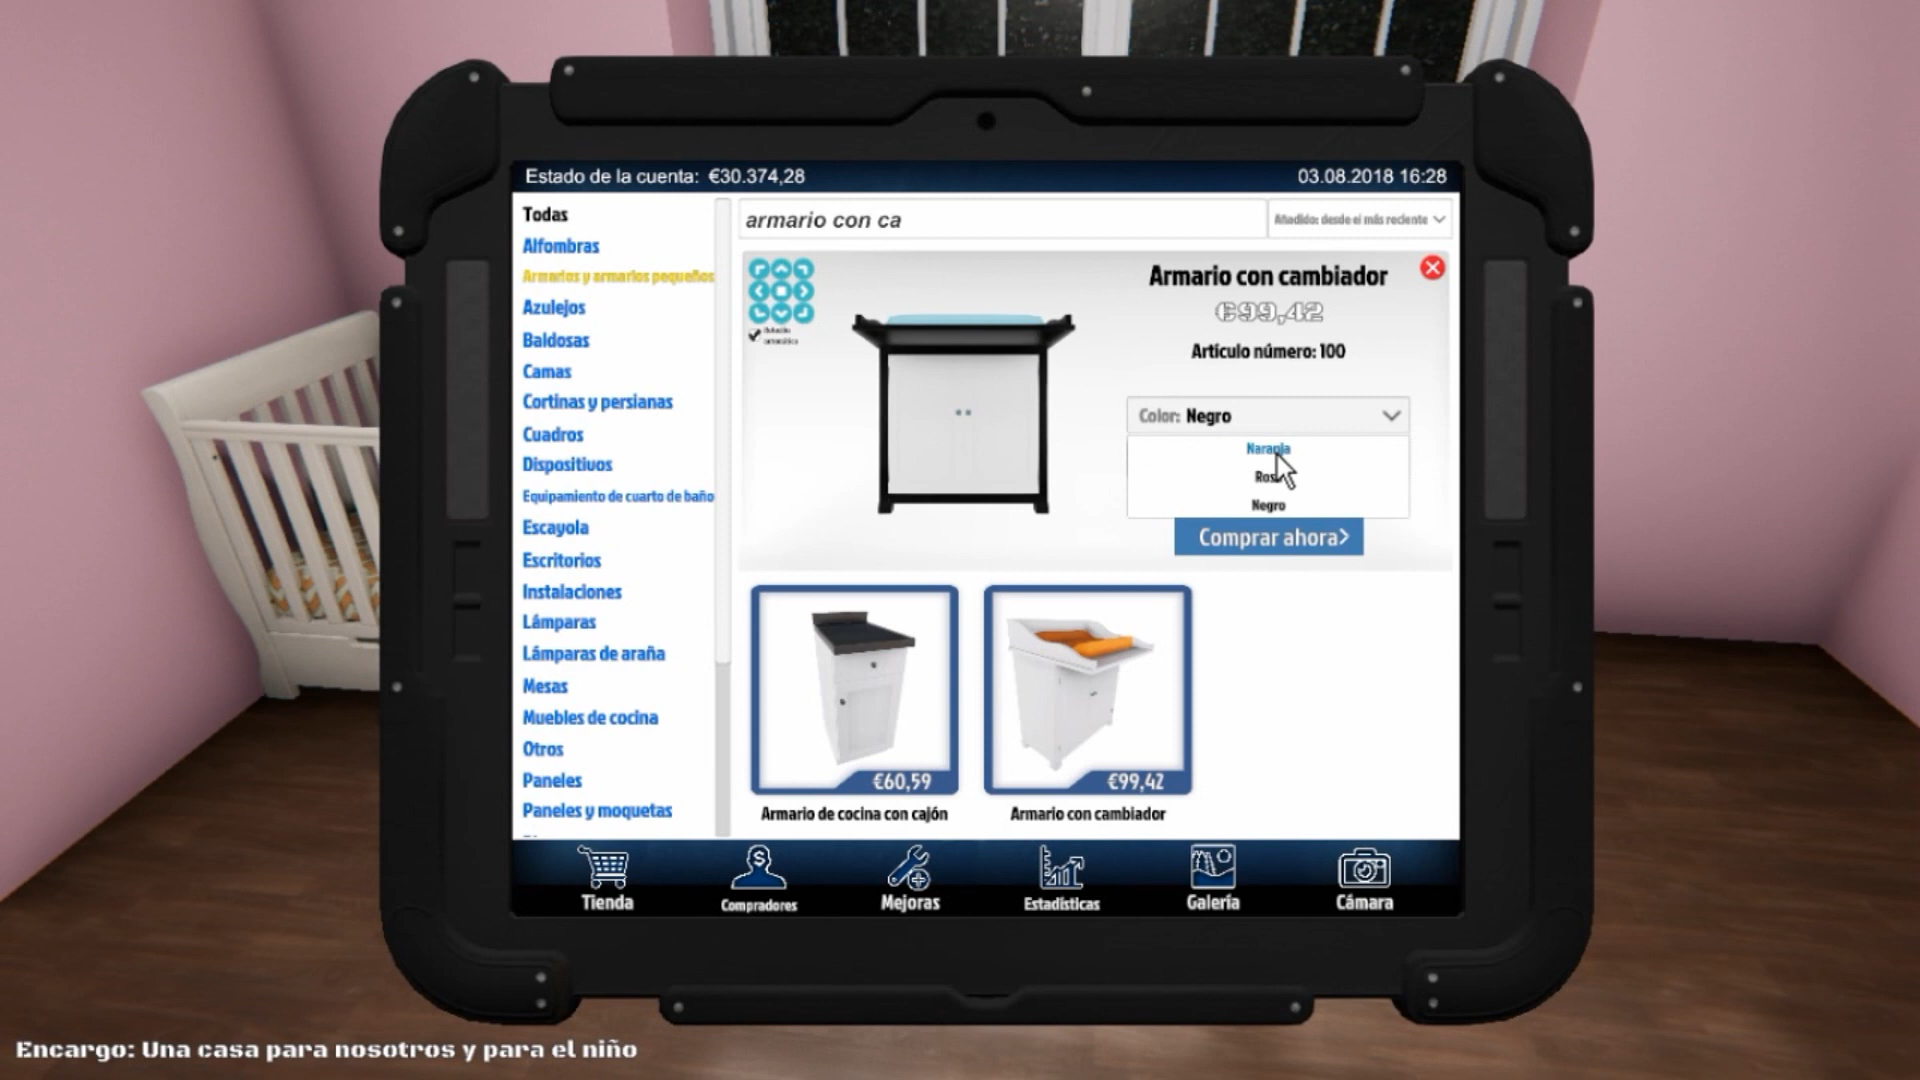 Estado de la cuenta: €30.374,28
03.08.2018 16:28
Todas
Alfombras
Armarios y armarios pequeños
Azulejos
Baldosas
Camas
Cortinas y persianas
Cuadros
Dispositivos
Equipamiento de cuarto de baño
Escayola
Escritorios
Instalaciones
Lámparas
Lámparas de araña
Mesas
Muebles de cocina
Otros
Paneles
Paneles y moquetas
armario con ca
Añadido: desde el más reciente
Armario con cambiador
€99,42
Artículo número: 100
Color: Negro
Naranja
Negro
Comprar ahora>
€60,59
Armario de cocina con cajón
€99,42
Armario con cambiador
Tienda
Compradores
Mejoras
Estadísticas
Galería
Cámara
Encargo: Una casa para nosotros y para el niño